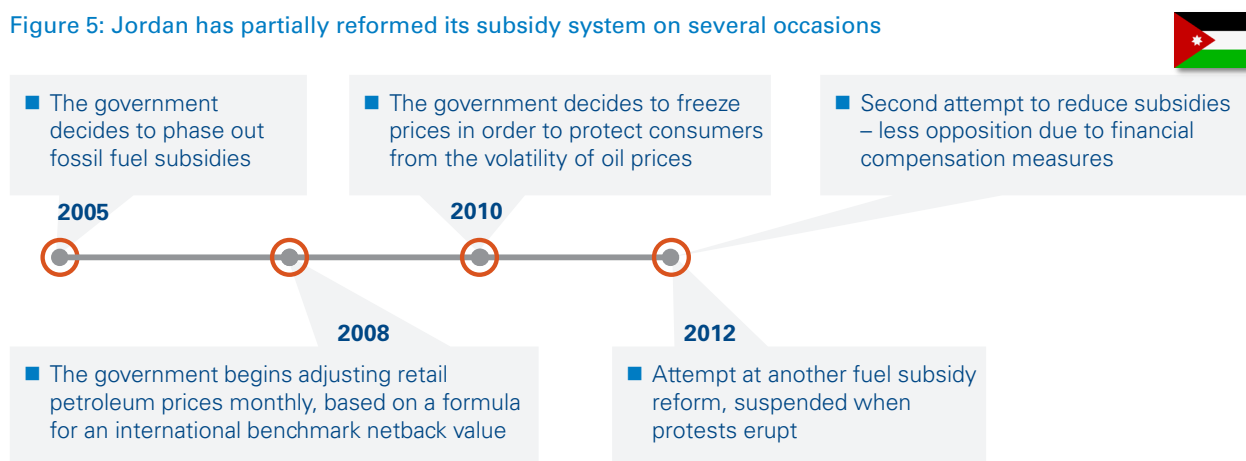 Figure 5: Jordan has partially reformed its subsidy system on several occasions
■ The government
decides to phase out
fossil fuel subsidies
■ The government decides to freeze
prices in order to protect consumers
from the volatility of oil prices
■ Second attempt to reduce subsidies
– less opposition due to financial
compensation measures
2005
2010
2008
2012
■ The government begins adjusting retail
petroleum prices monthly, based on a formula
for an international benchmark netback value
■ Attempt at another fuel subsidy
reform, suspended when
protests erupt